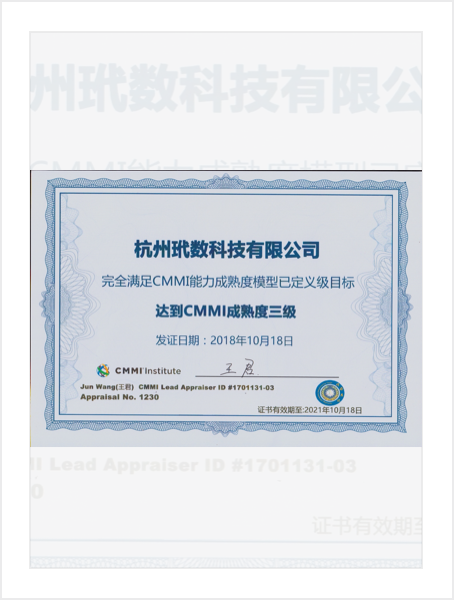 州玳数科技有限公
CMMI能力成熟度模型已定
杭州玳数科技有限公司
完全满足CMMI能力成熟度模型已定义级目标
达到CMMI成熟度三级
发证日期：2018年10月18日
CMMI Institute
王君
Jun Wang(王君) CMMI Lead Appraiser ID #1701131-03
Appraisal No. 1230
证书有效期至:2021年10月18日
MI Lead Appraiser ID #1701131-03
0
证书有效期至